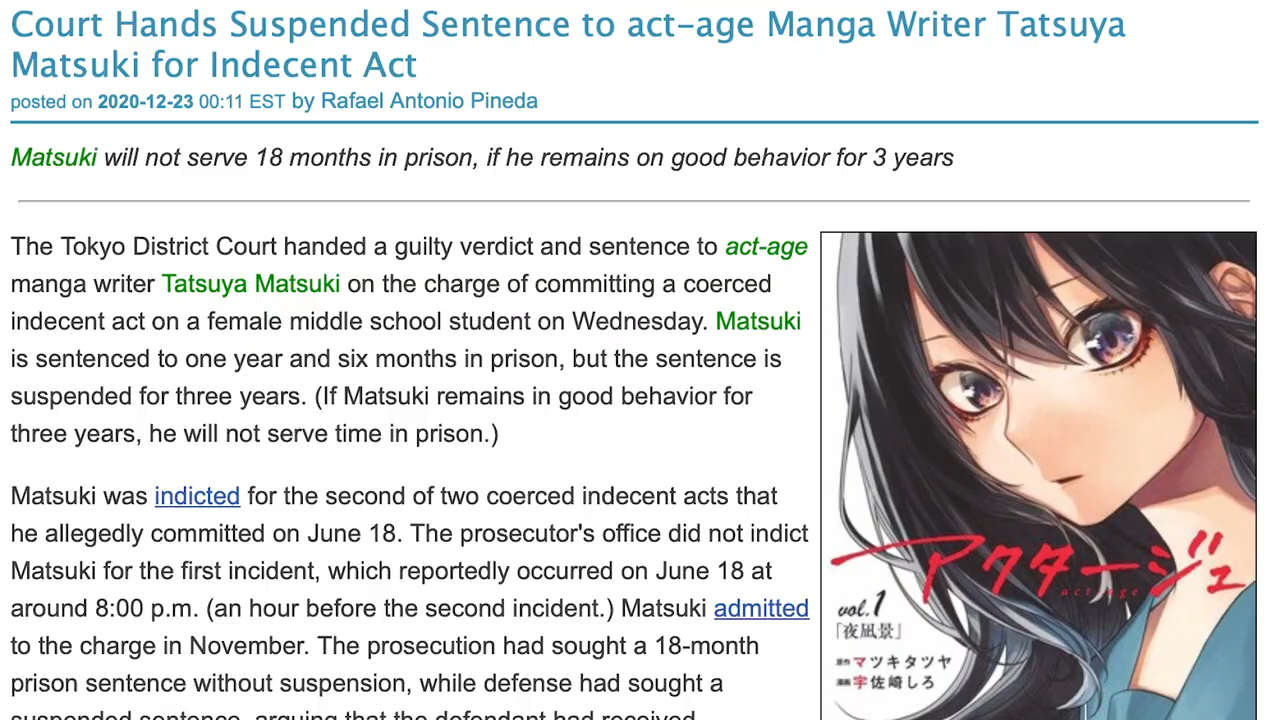 Court Hands Suspended Sentence to act-age Manga Writer Tatsuya
Matsuki for Indecent Act
posted on 2020-12-23 00:11 EST by Rafael Antonio Pineda
Matsuki will not serve 18 months in prison, if he remains on good behavior for 3 years
The Tokyo District Court handed a guilty verdict and sentence to act-age
manga writer Tatsuya Matsuki on the charge of committing a coerced
indecent act on a female middle school student on Wednesday. Matsuki
is sentenced to one year and six months in prison, but the sentence is
suspended for three years. (If Matsuki remains in good behavior for
three years, he will not serve time in prison.)
Matsuki was indicted for the second of two coerced indecent acts that
he allegedly committed on June 18. The prosecutor's office did not indict
Matsuki for the first incident, which reportedly occurred on June 18 at
around 8:00 p.m. (an hour before the second incident.) Matsuki admitted
to the charge in November. The prosecution had sought a 18-month
prison sentence without suspension, while defense had sought a
suspended sentence, arguing that the defendant had received
アクタージュ
act-age
vol.1
「夜凪景」
原作 マツキタツヤ
漫画 宇佐崎しろ